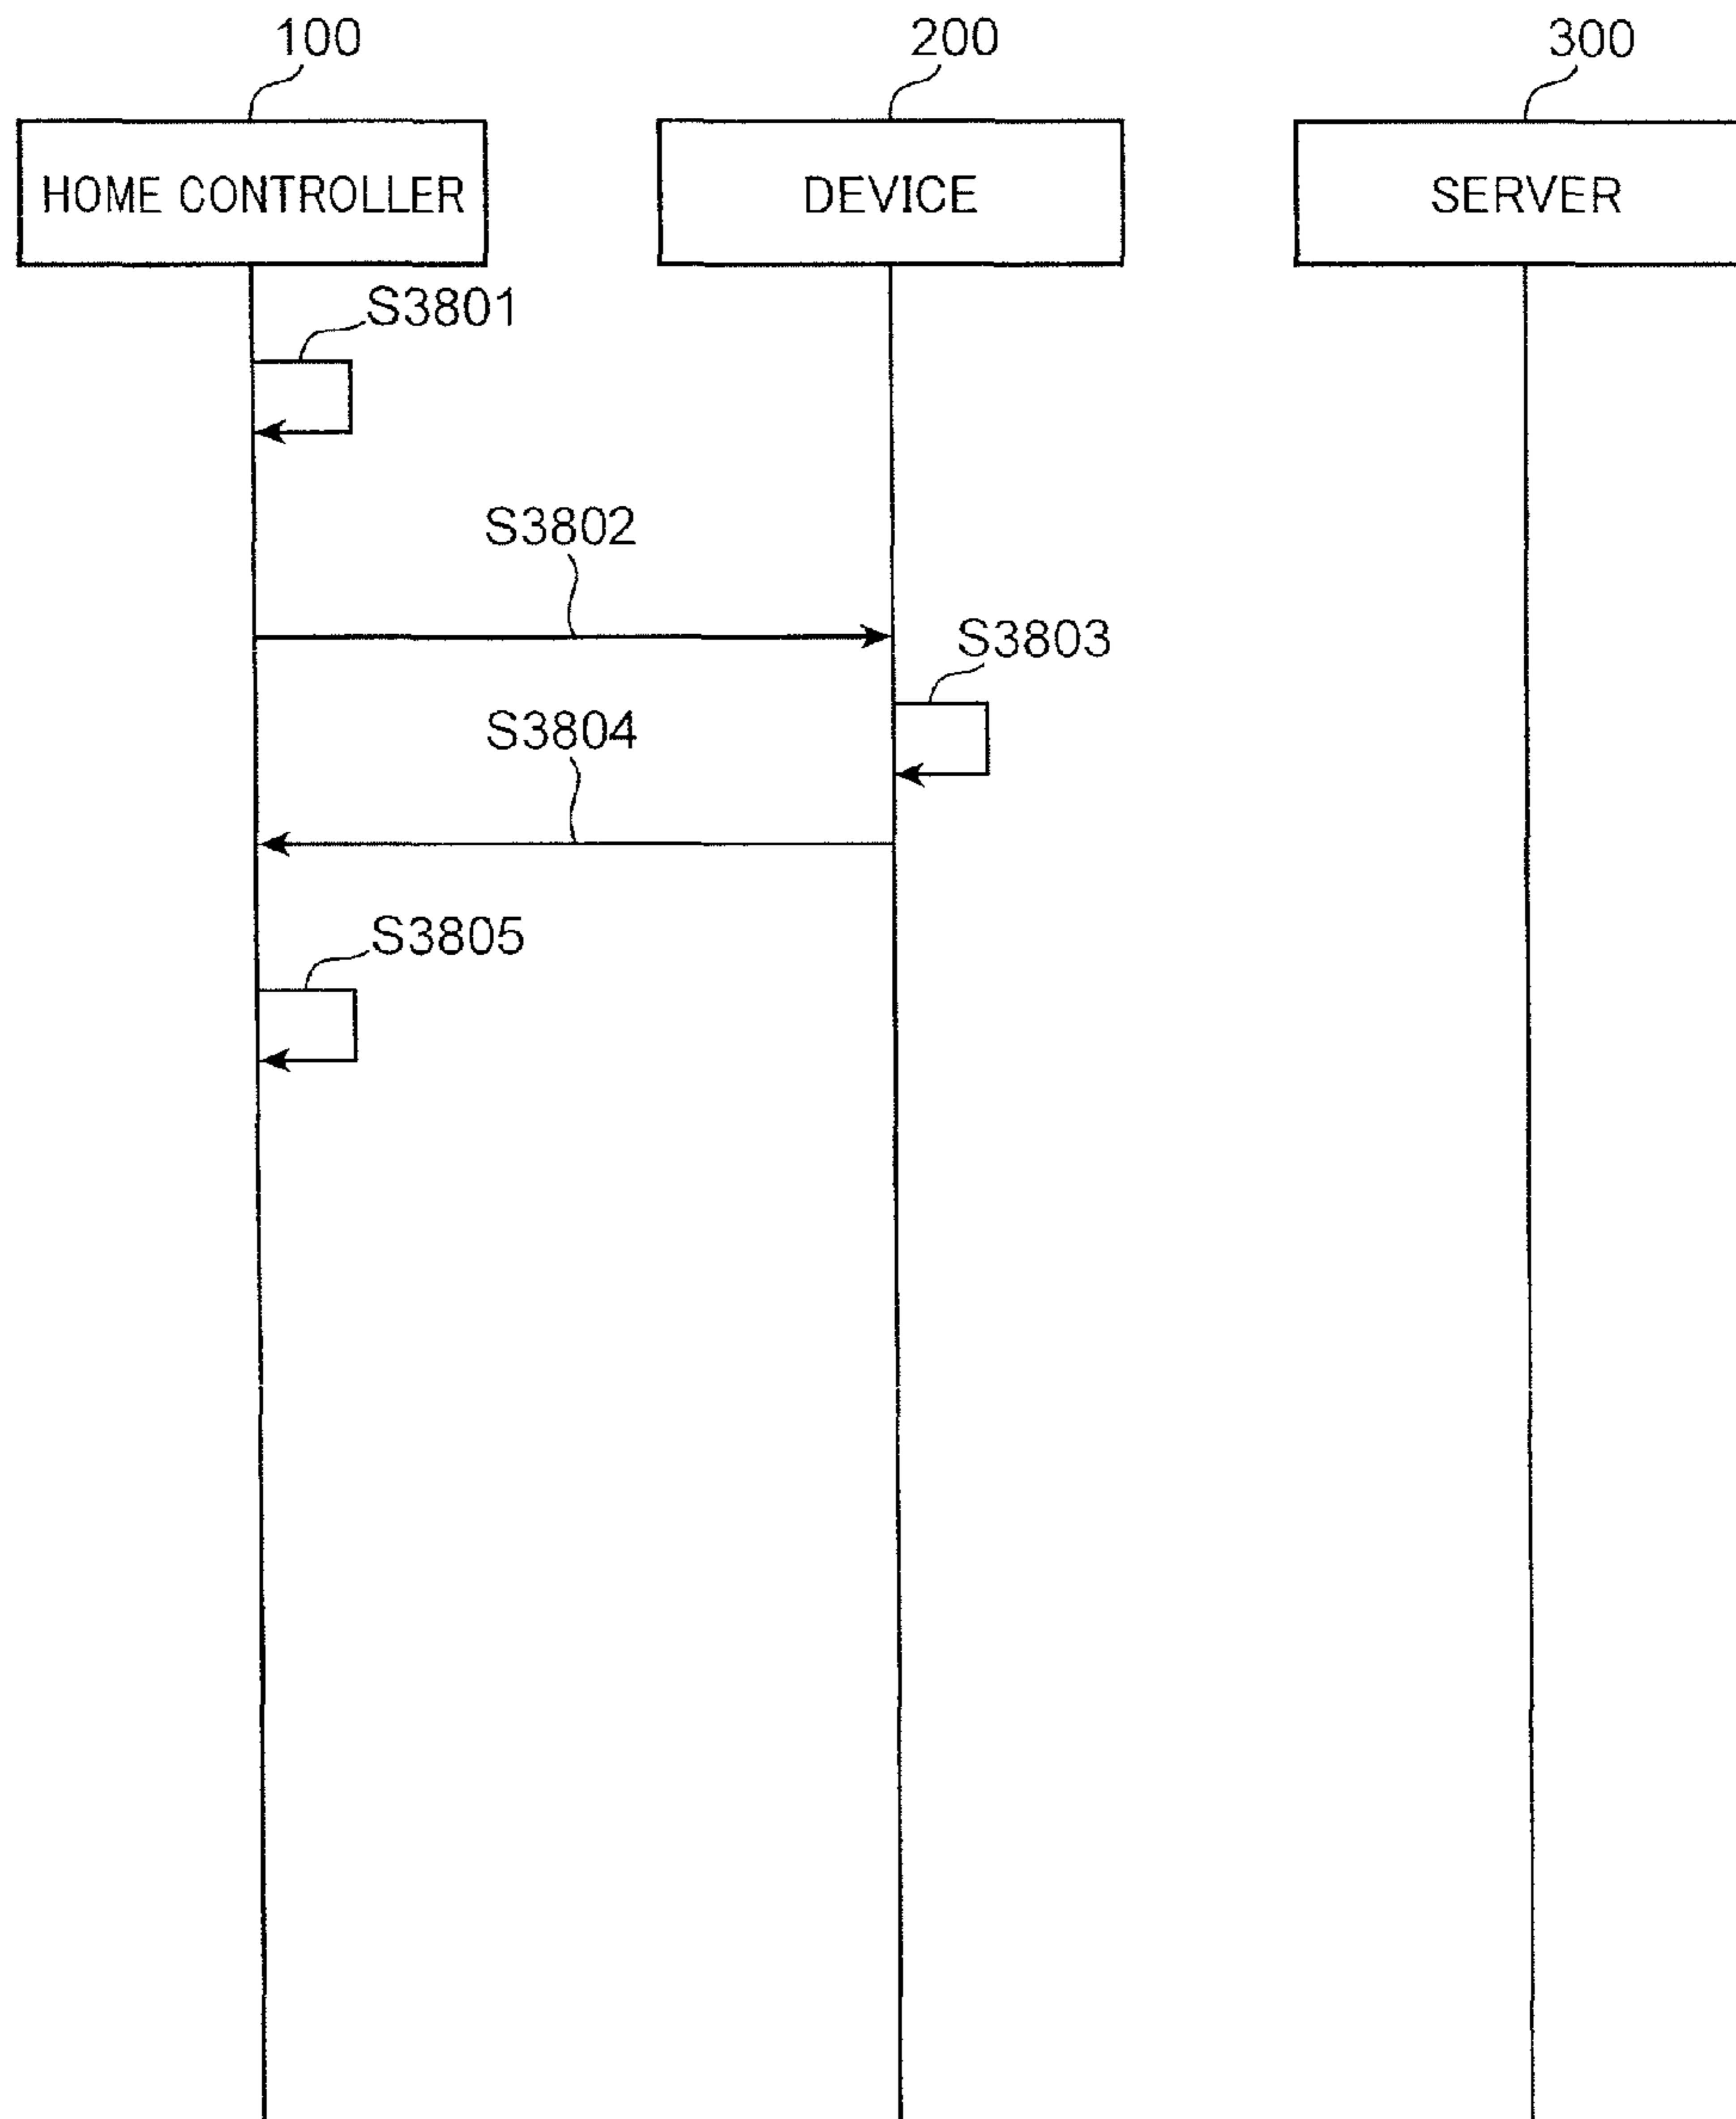 100
200
300
HOME CONTROLLER
DEVICE
SERVER
S3801
S3802
S3803
S3804
S3805